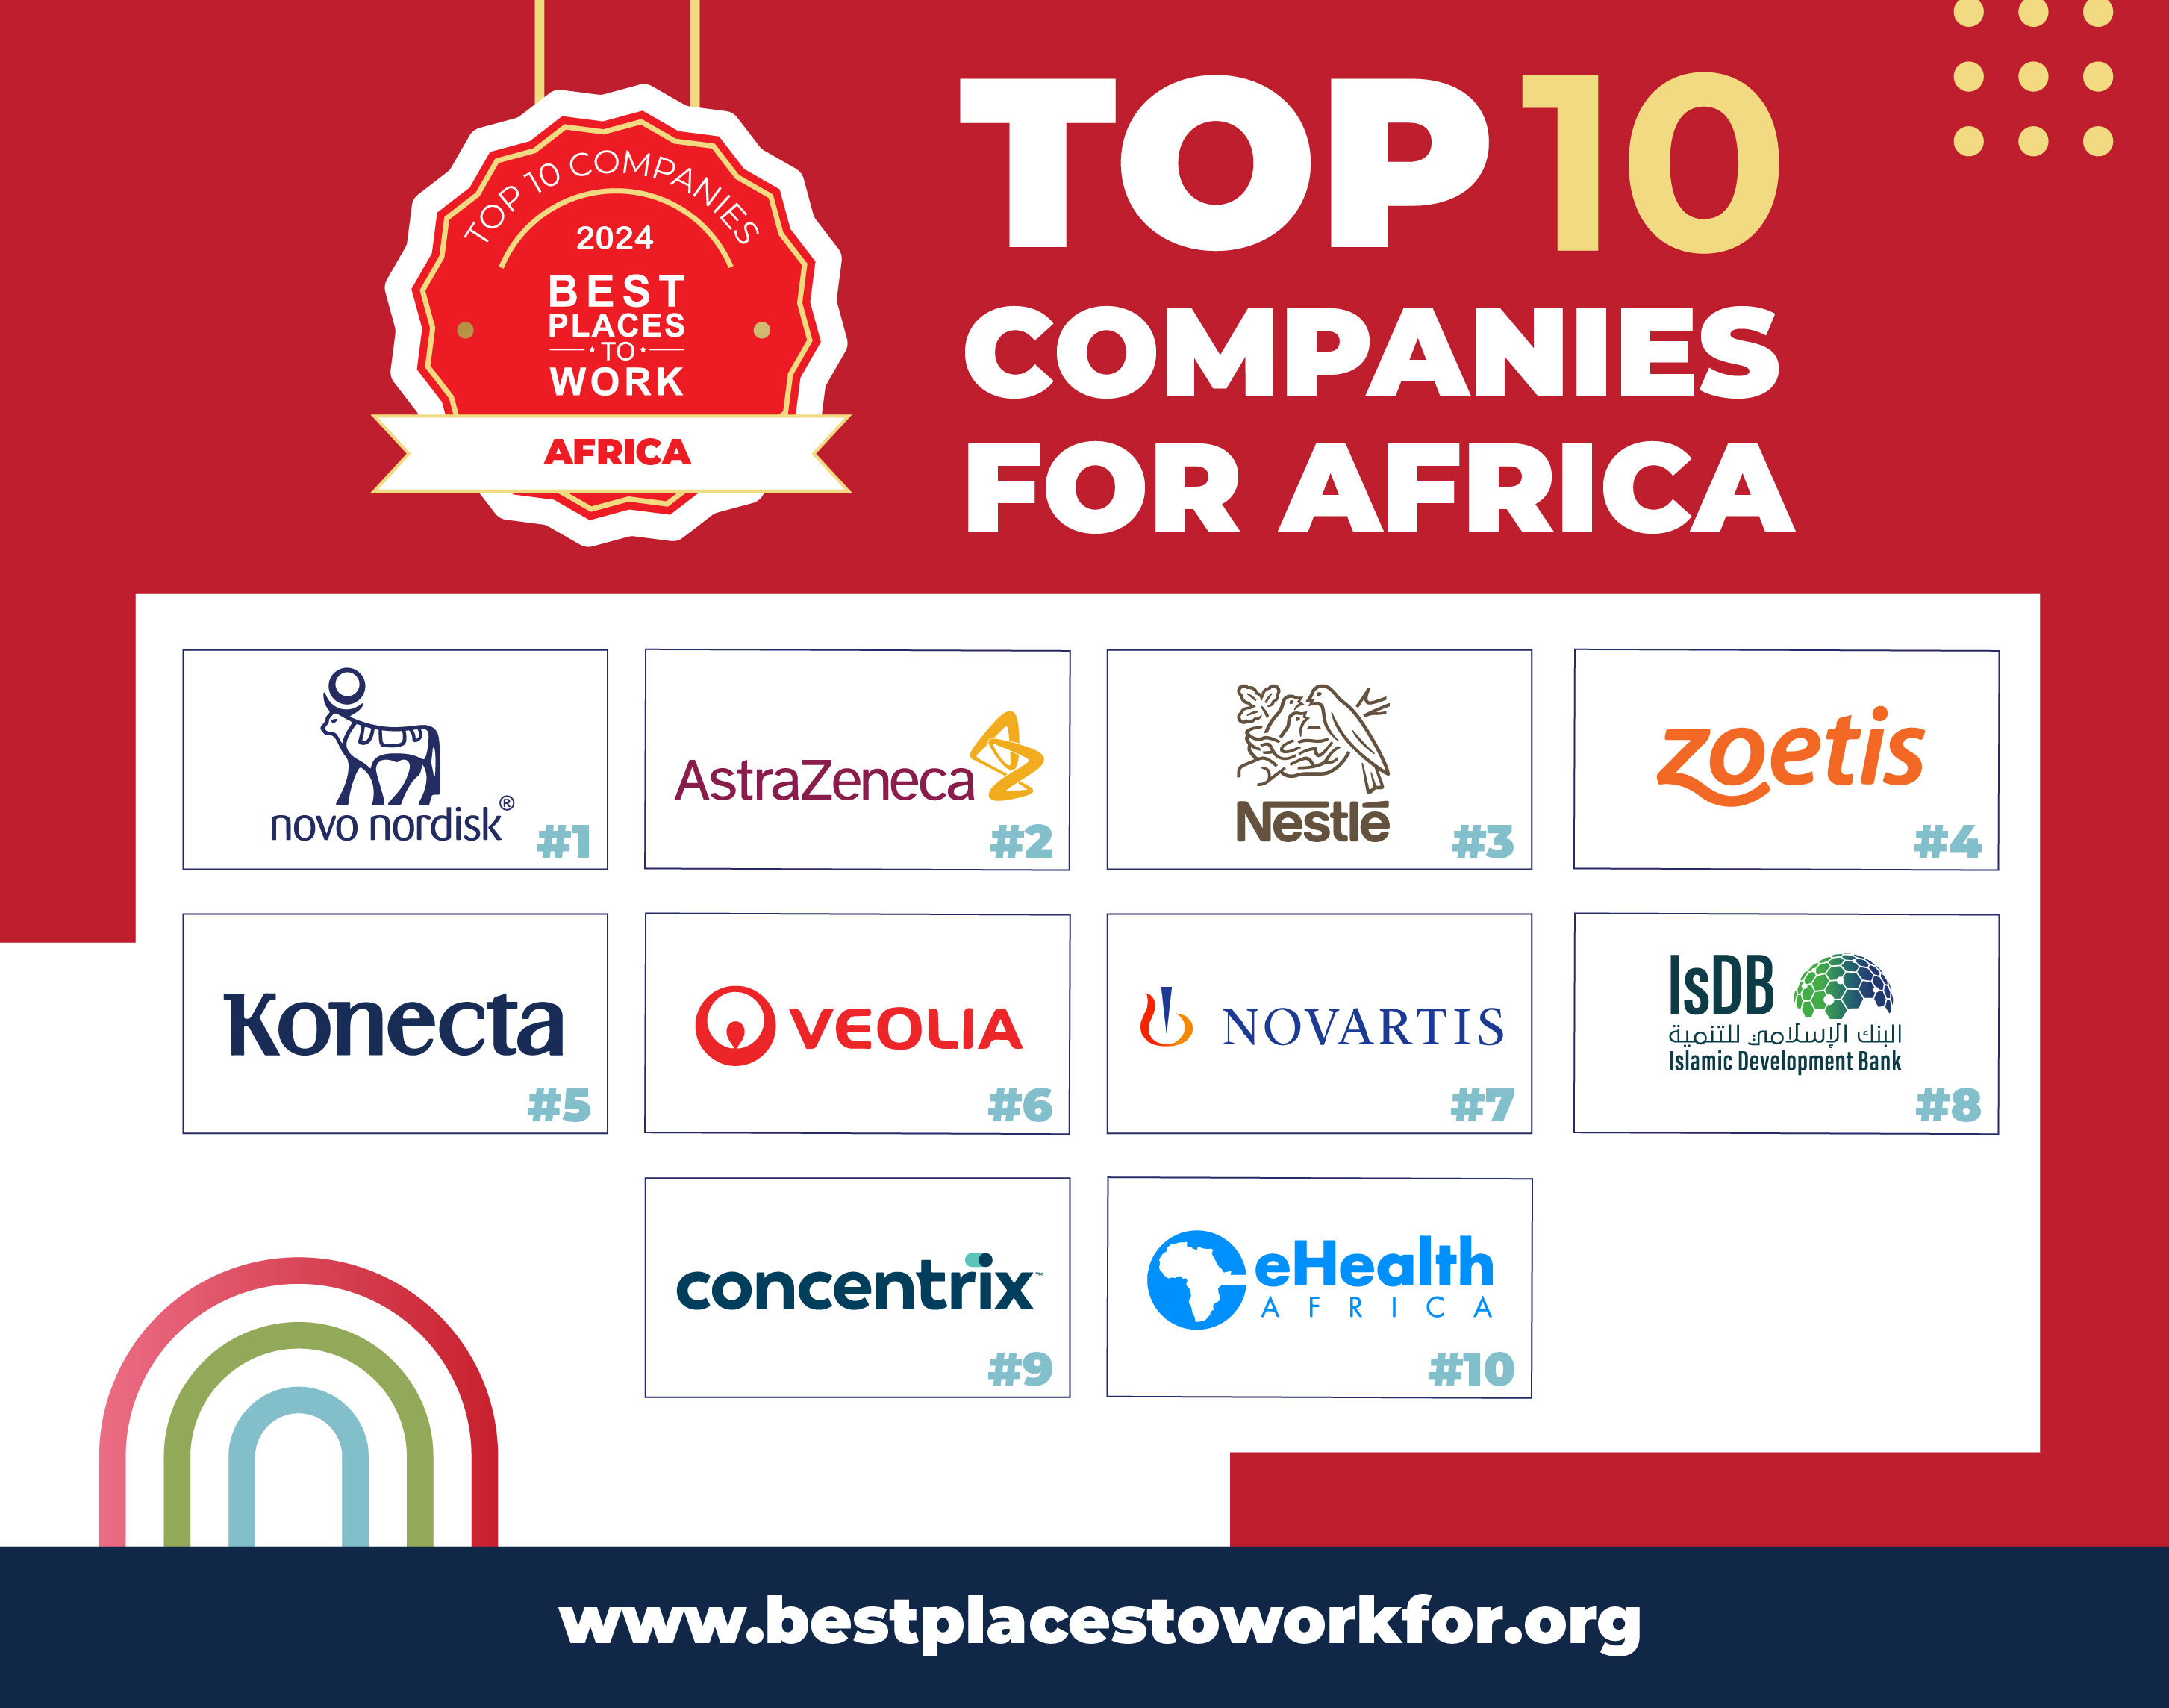 TOP 10 COMPANIES
2024
BEST
PLACES
TO
WORK
AFRICA
TOP 10
COMPANIES
FOR AFRICA
novo nordisk®
#1
AstraZeneca
#2
Nestlé
#3
zoetis
#4
Konecta
#5
VEOLIA
#6
NOVARTIS
#7
IsDB
البنك الإسلامي للتنمية
Islamic Development Bank
#8
concentrix™
#9
eHealth
AFRICA
#10
www.bestplacestoworkfor.org